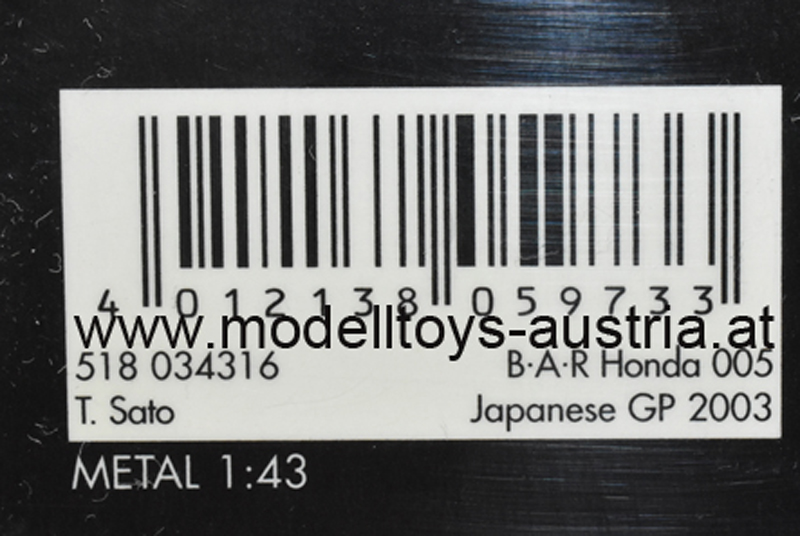 4 012138 059733
www.modelltoys-austria.at
518 034316 B·A·R Honda 005
T. Sato Japanese GP 2003
METAL 1:43